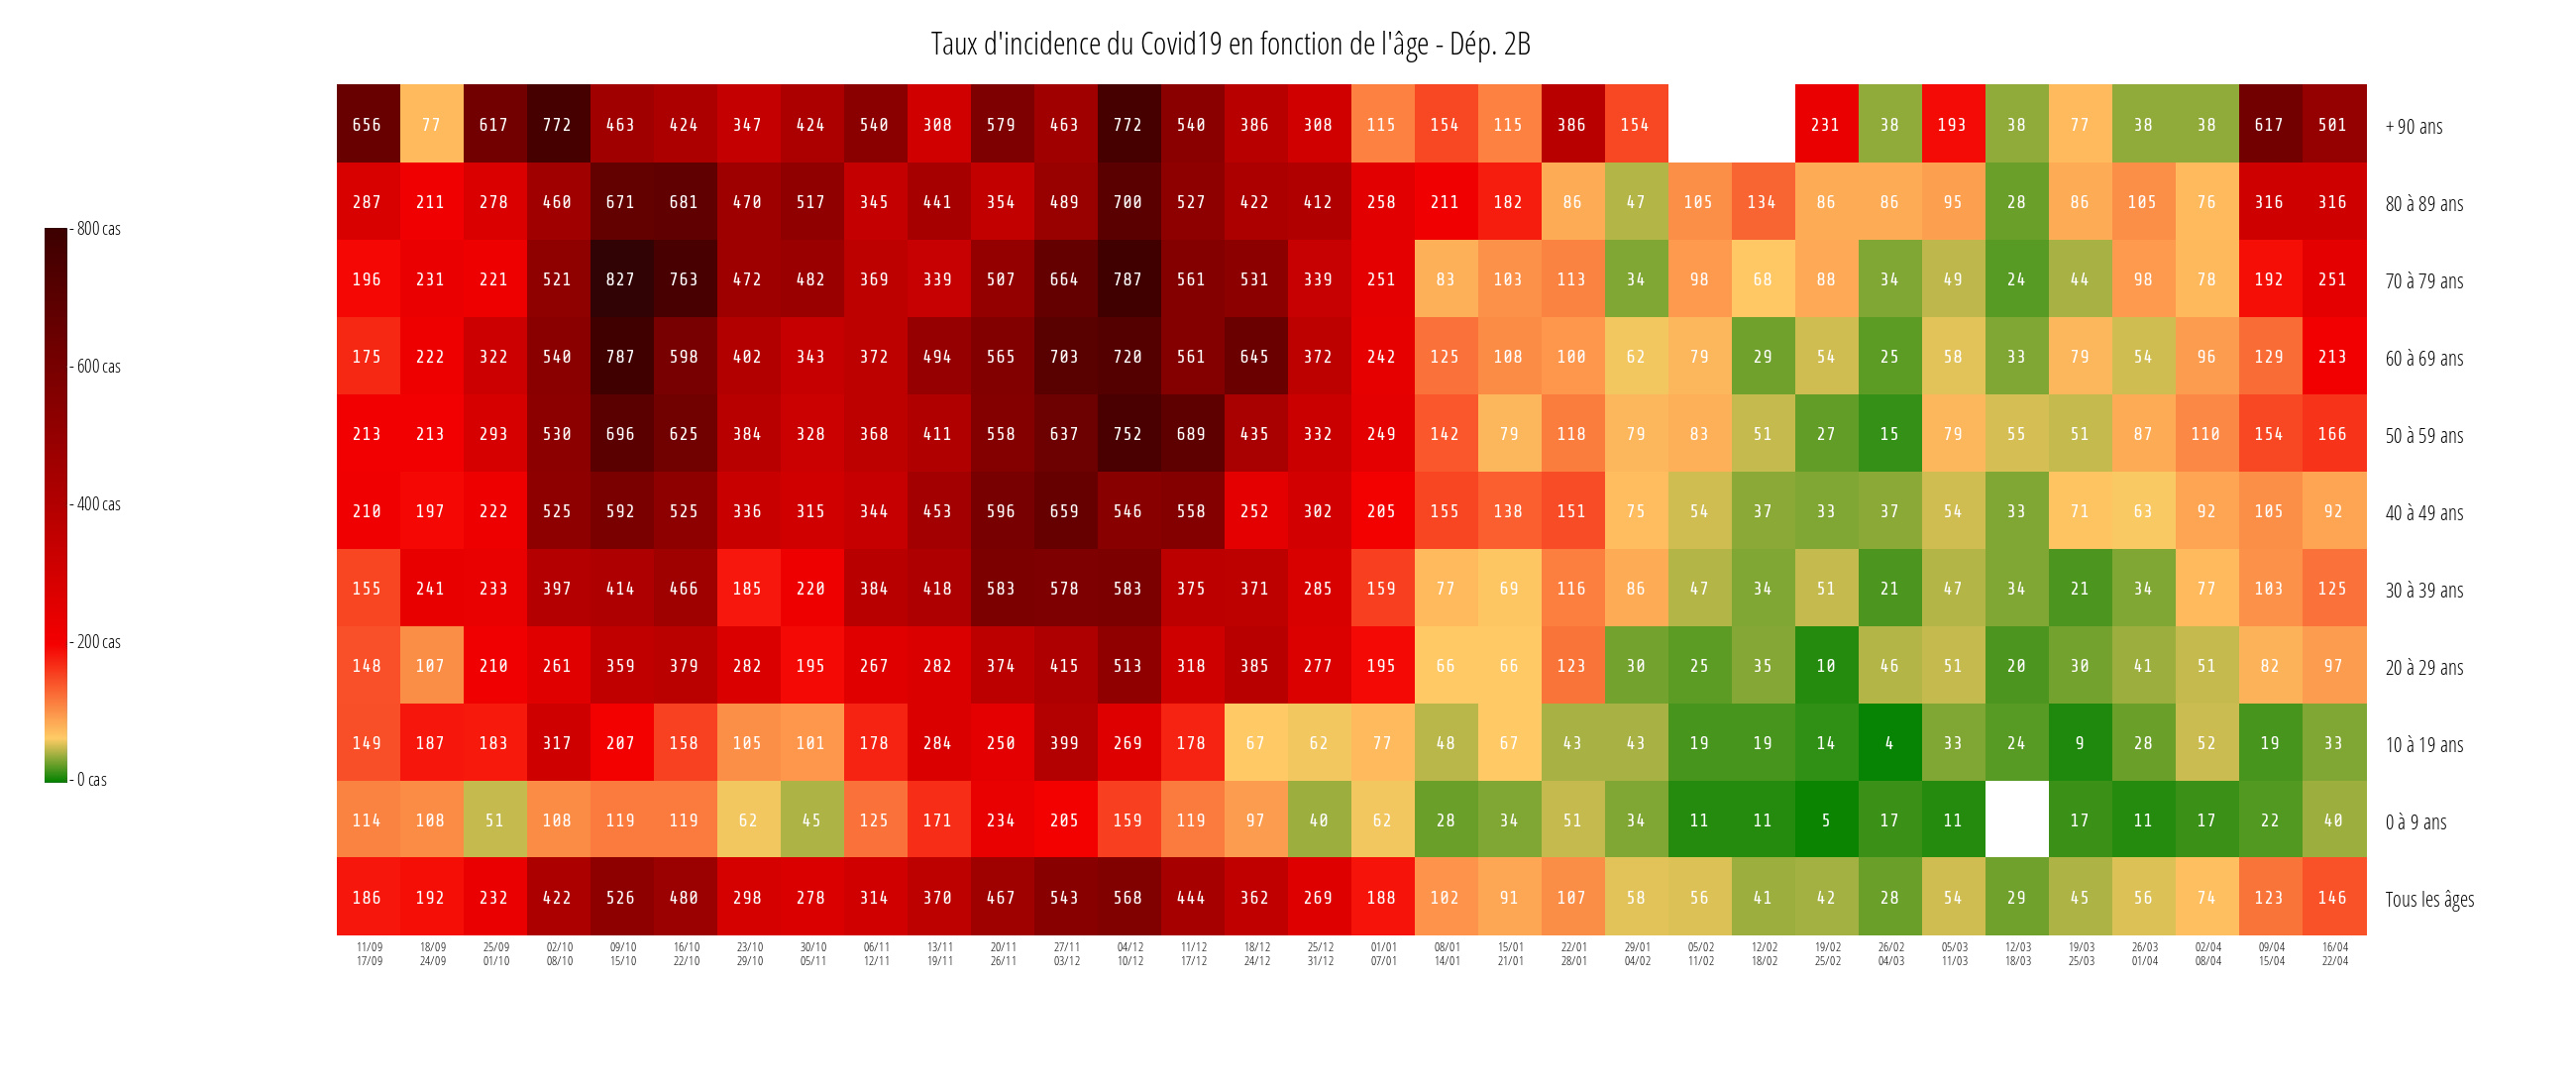 Taux d'incidence du Covid19 en fonction de l'âge - Dép. 2B
656 77 617 772 463 424 347 424 540 308 579 463 772 540 386 308 115 154 115 386 154 231 38 193 38 77 38 38 617 501 + 90 ans
287 211 278 460 671 681 470 517 345 441 354 489 700 527 422 412 258 211 182 86 47 105 134 86 86 95 28 86 105 76 316 316 80 à 89 ans
196 231 221 521 827 763 472 482 369 339 507 664 787 561 531 339 251 83 103 113 34 98 68 88 34 49 24 44 98 78 192 251 70 à 79 ans
175 222 322 540 787 598 402 343 372 494 565 703 720 561 645 372 242 125 108 100 62 79 29 54 25 58 33 79 54 96 129 213 60 à 69 ans
213 213 293 530 696 625 384 328 368 411 558 637 752 689 435 332 249 142 79 118 79 83 51 27 15 79 55 51 87 110 154 166 50 à 59 ans
210 197 222 525 592 525 336 315 344 453 596 659 546 558 252 302 205 155 138 151 75 54 37 33 37 54 33 71 63 92 105 92 40 à 49 ans
155 241 233 397 414 466 185 220 384 418 583 578 583 375 371 285 159 77 69 116 86 47 34 51 21 47 34 21 34 77 103 125 30 à 39 ans
148 107 210 261 359 379 282 195 267 282 374 415 513 318 385 277 195 66 66 123 30 25 35 10 46 51 20 30 41 51 82 97 20 à 29 ans
149 187 183 317 207 158 105 101 178 284 250 399 269 178 67 62 77 48 67 43 43 19 19 14 4 33 24 9 28 52 19 33 10 à 19 ans
114 108 51 108 119 119 62 45 125 171 234 205 159 119 97 40 62 28 34 51 34 11 11 5 17 11 17 11 17 22 40 0 à 9 ans
186 192 232 422 526 480 298 278 314 370 467 543 568 444 362 269 188 102 91 107 58 56 41 42 28 54 29 45 56 74 123 146 Tous les âges
11/09 18/09 25/09 02/10 09/10 16/10 23/10 30/10 06/11 13/11 20/11 27/11 04/12 11/12 18/12 25/12 01/01 08/01 15/01 22/01 29/01 05/02 12/02 19/02 26/02 05/03 12/03 19/03 26/03 02/04 09/04 16/04
17/09 24/09 01/10 08/10 15/10 22/10 29/10 05/11 12/11 19/11 26/11 03/12 10/12 17/12 24/12 31/12 07/01 14/01 21/01 28/01 04/02 11/02 18/02 25/02 04/03 11/03 18/03 25/03 01/04 08/04 15/04 22/04
- 800 cas
- 600 cas
- 400 cas
- 200 cas
- 0 cas